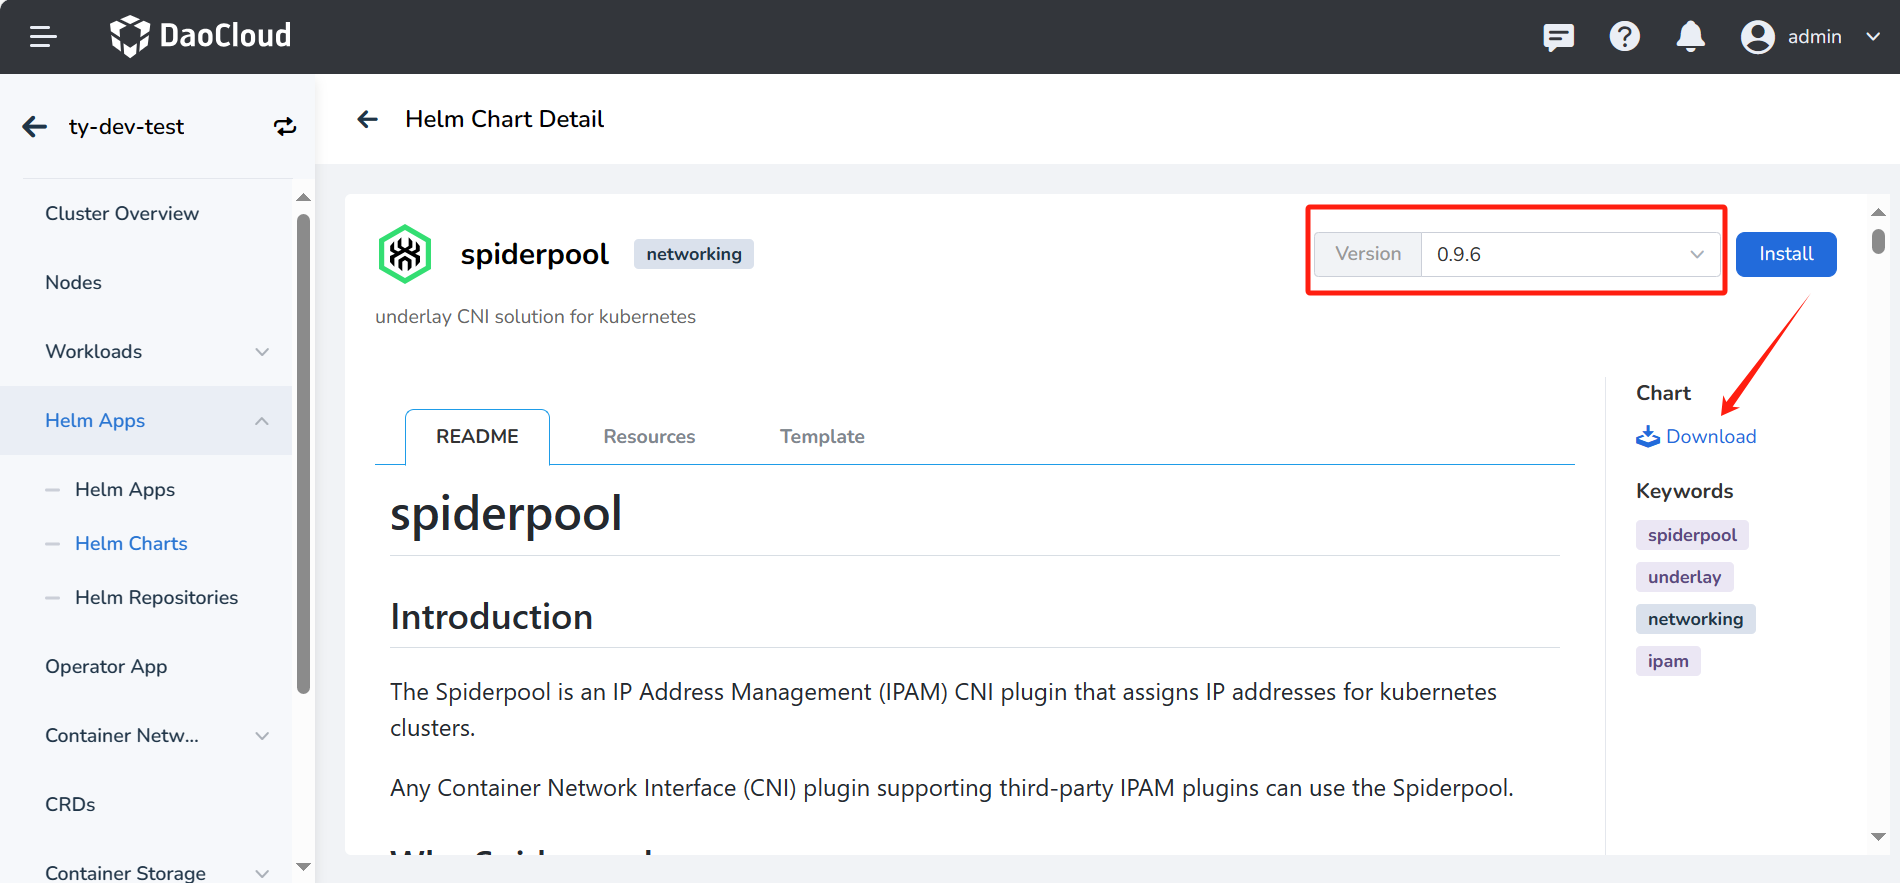 DaoCloud
admin
ty-dev-test
Cluster Overview
Nodes
Workloads
Helm Apps
Helm Apps
Helm Charts
Helm Repositories
Operator App
Container Netw...
CRDs
Container Storage
Helm Chart Detail
spiderpool
networking
Version
0.9.6
Install
underlay CNI solution for kubernetes
README
Resources
Template
spiderpool
Introduction
The Spiderpool is an IP Address Management (IPAM) CNI plugin that assigns IP addresses for kubernetes
clusters.
Any Container Network Interface (CNI) plugin supporting third-party IPAM plugins can use the Spiderpool.
Chart
Download
Keywords
spiderpool
underlay
networking
ipam